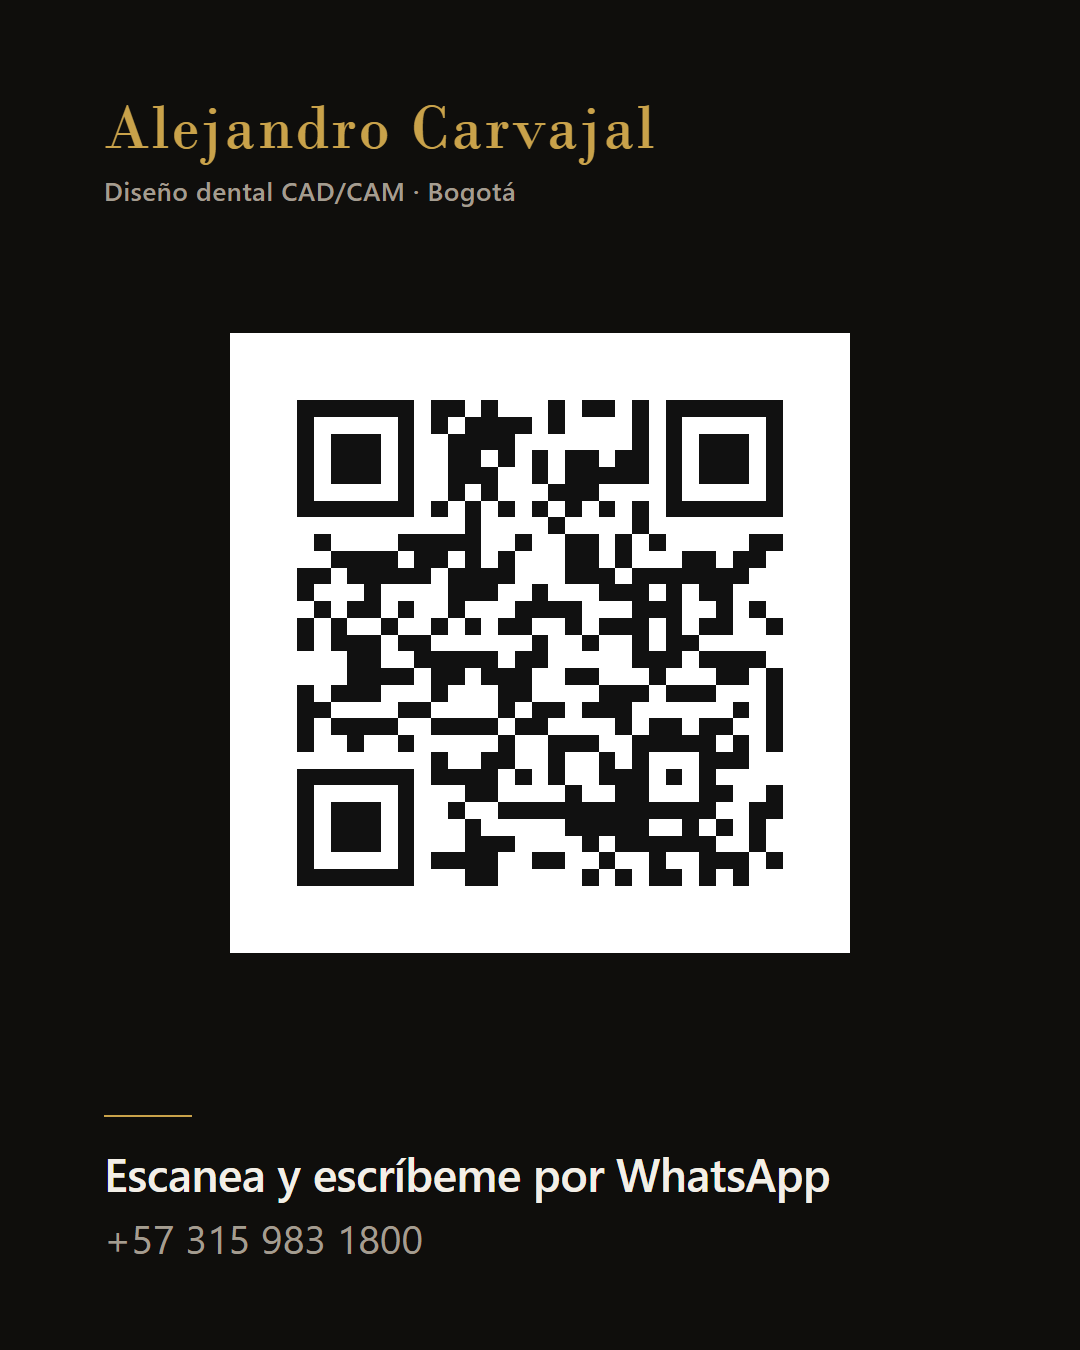 Alejandro Carvajal
Diseño dental CAD/CAM · Bogotá
Escanea y escríbeme por WhatsApp
+57 315 983 1800